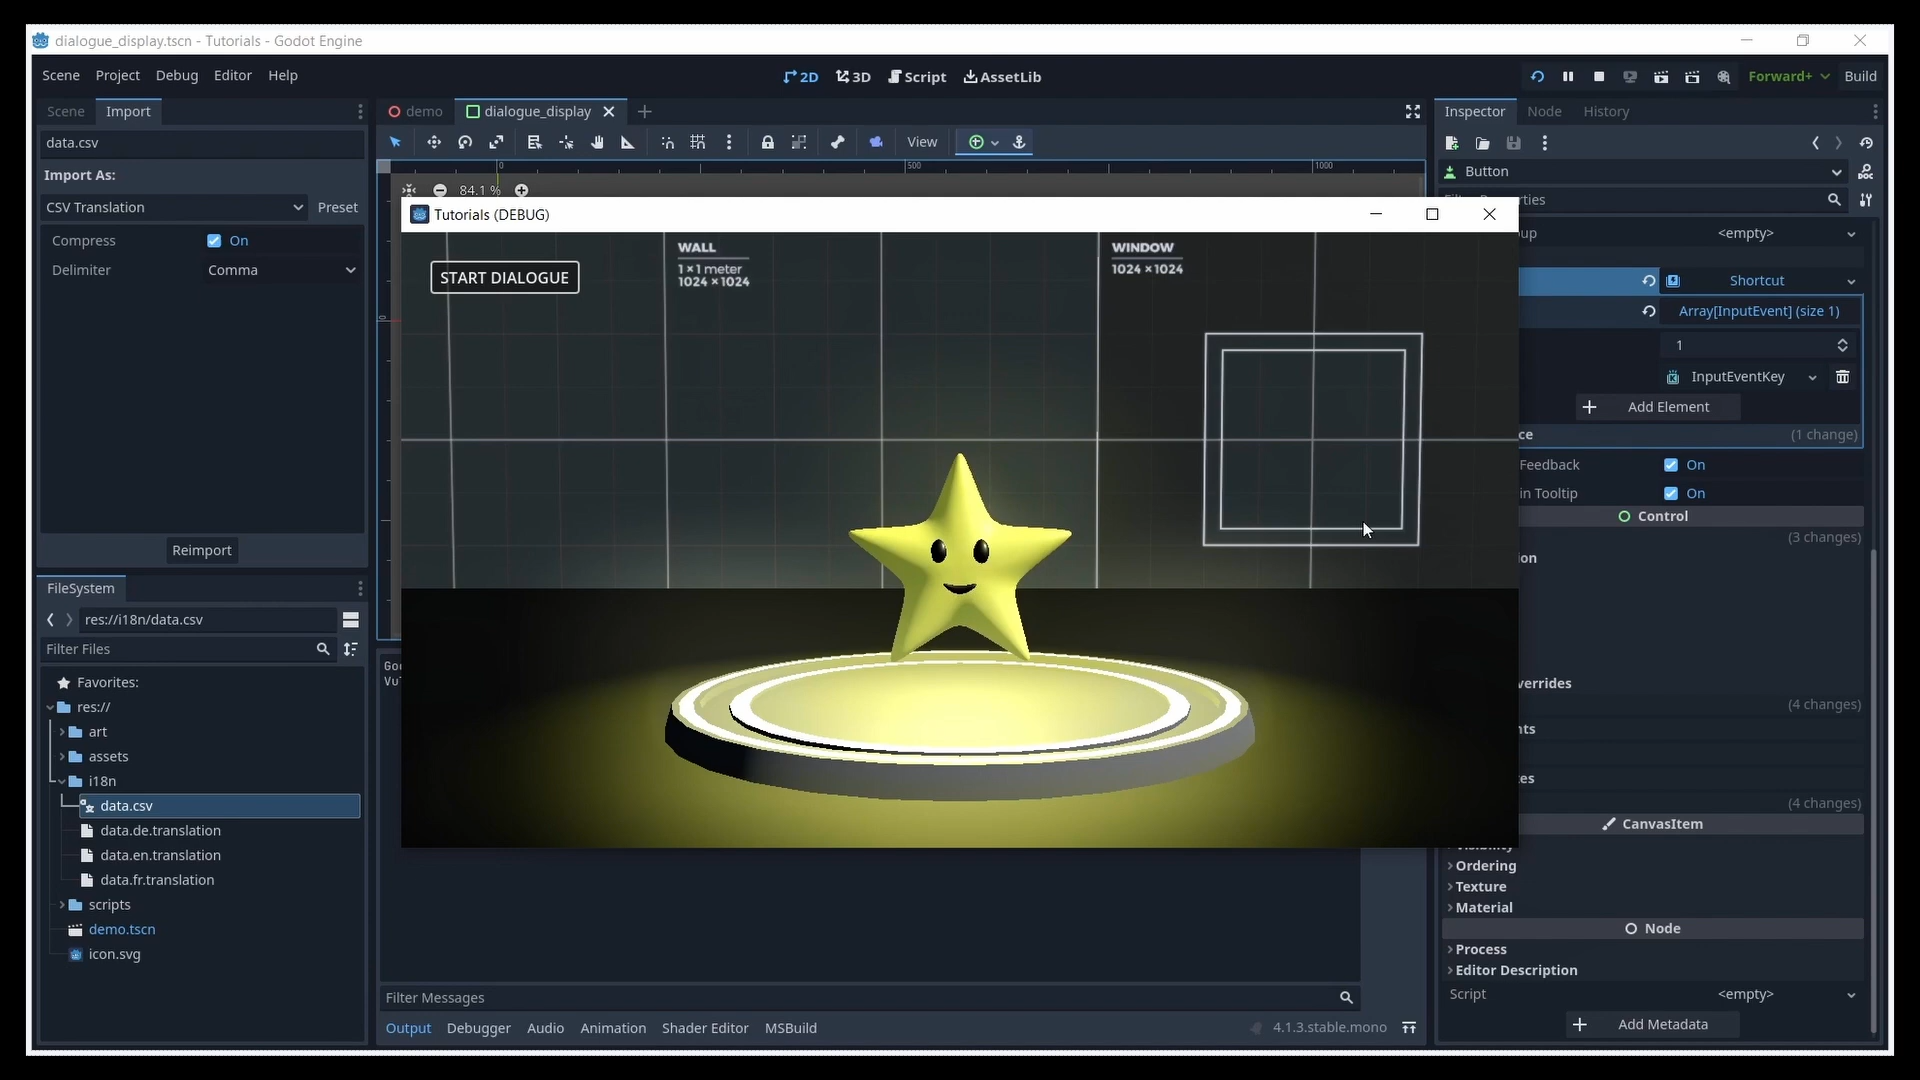 dialogue_display.tscn - Tutorials - Godot Engine
Scene Project Debug Editor Help
2D 3D Script AssetLib
Forward+ Build
Scene Import
demo dialogue_display
Inspector Node History
data.csv
View
Import As:
Button
CSV Translation Preset
0 500 1000
84.1 %
Tutorials (DEBUG)
<empty>
Compress On
Delimiter Comma
WALL
1×1 meter
1024×1024
WINDOW
1024×1024
START DIALOGUE
Shortcut
Array[InputEvent] (size 1)
1
InputEventKey
Add Element
(1 change)
Feedback On
in Tooltip On
Control
(3 changes)
Reimport
FileSystem
res://i18n/data.csv
Filter Files
Favorites:
res://
art
assets
i18n
data.csv
data.de.translation
data.en.translation
data.fr.translation
scripts
demo.tscn
icon.svg
(4 changes)
(4 changes)
CanvasItem
Visibility
Ordering
Texture
Material
Node
Process
Editor Description
Script <empty>
Add Metadata
Filter Messages
Output Debugger Audio Animation Shader Editor MSBuild
4.1.3.stable.mono